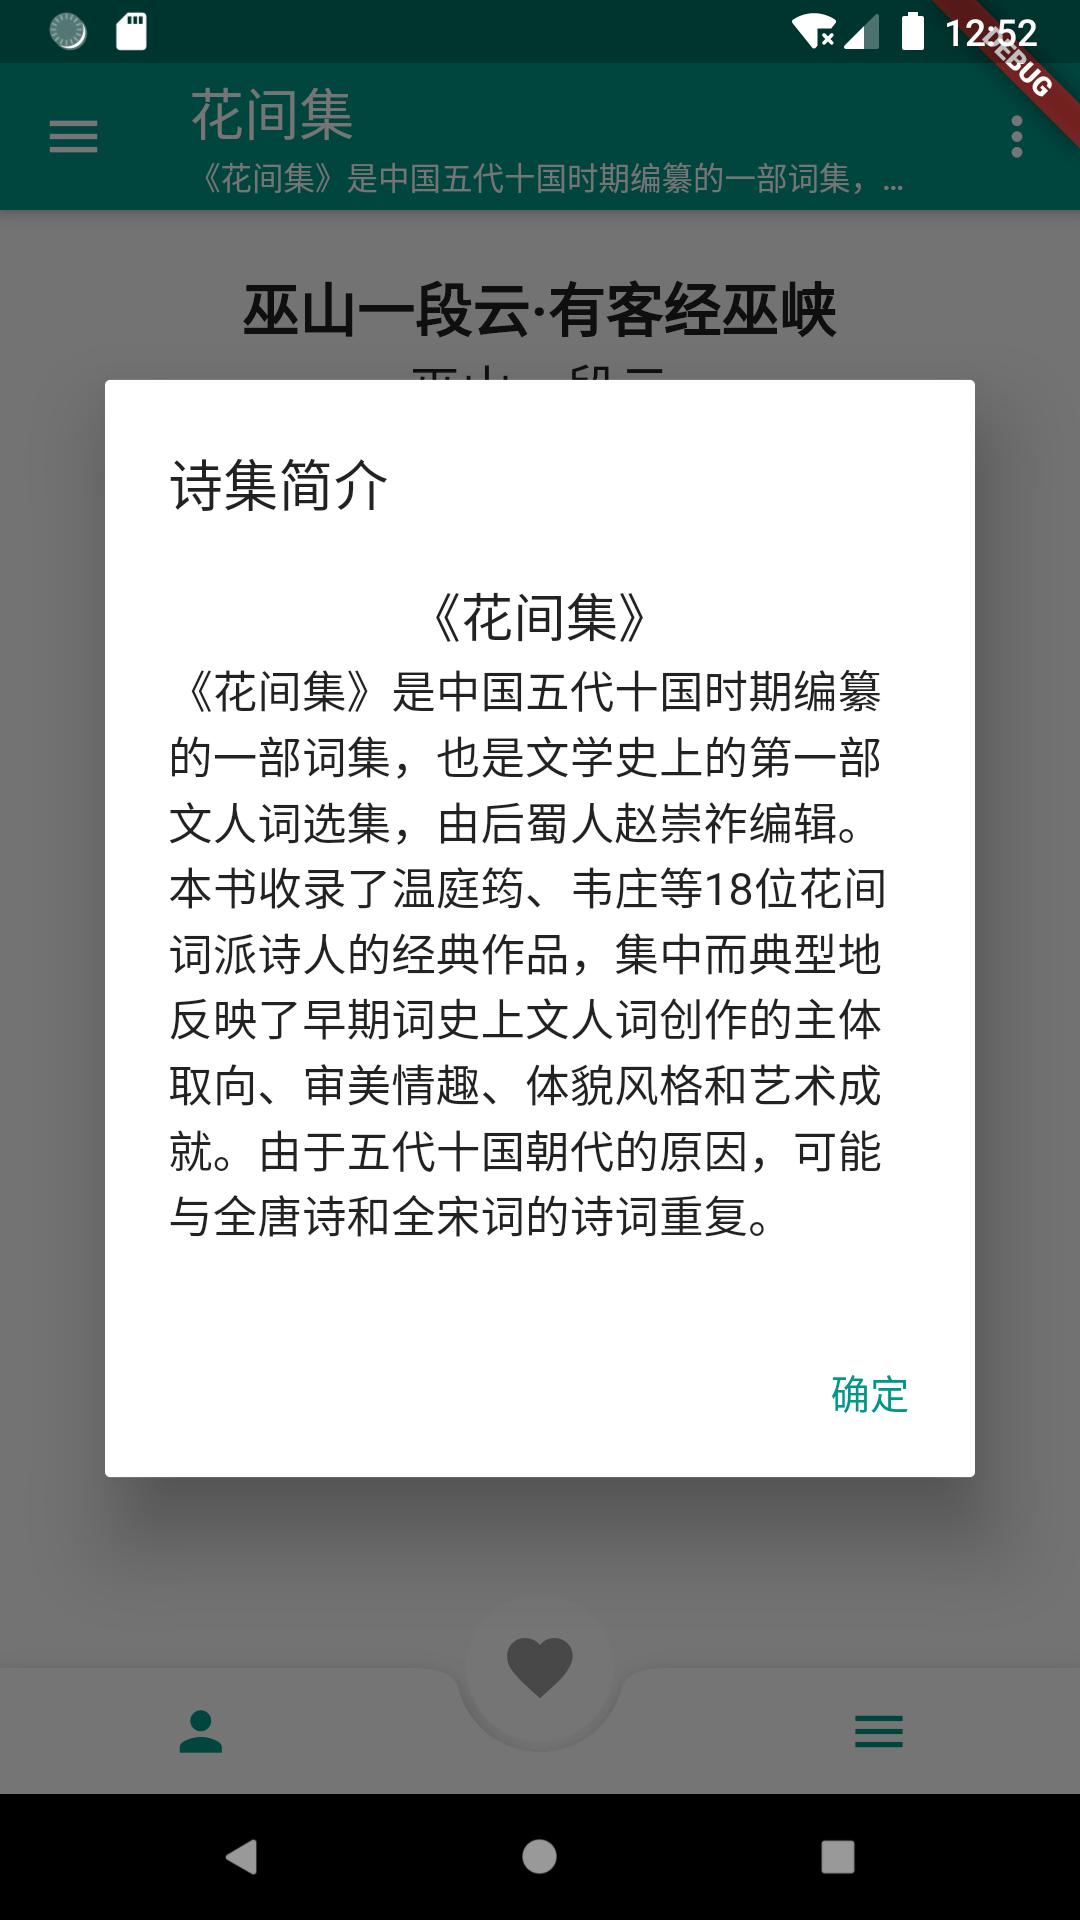 12:52
DEBUG
花间集
《花间集》是中国五代十国时期编纂的一部词集，...
巫山一段云·有客经巫峡
诗集简介
《花间集》
《花间集》是中国五代十国时期编纂
的一部词集，也是文学史上的第一部
文人词选集，由后蜀人赵崇祚编辑。
本书收录了温庭筠、韦庄等18位花间
词派诗人的经典作品，集中而典型地
反映了早期词史上文人词创作的主体
取向、审美情趣、体貌风格和艺术成
就。由于五代十国朝代的原因，可能
与全唐诗和全宋词的诗词重复。
确定